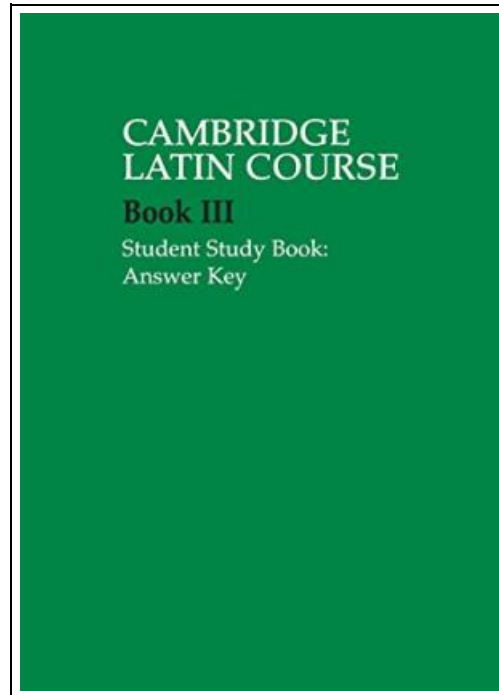 CAMBRIDGE
LATIN COURSE
Book III
Student Study Book:
Answer Key